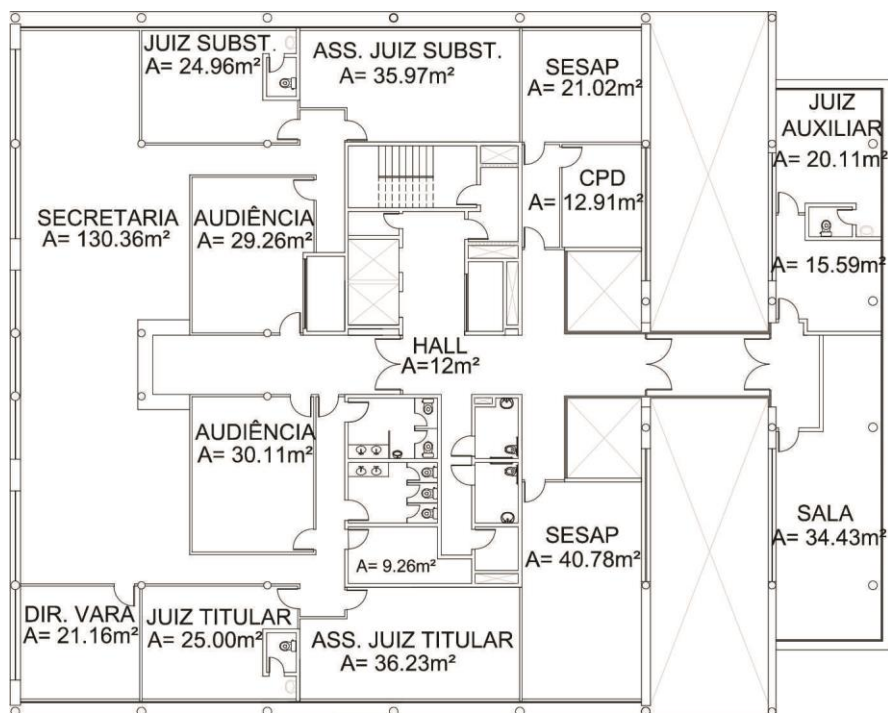 JUIZ SUBST.
A= 24.96m²
ASS. JUIZ SUBST.
A= 35.97m²
SESAP
A= 21.02m²
JUIZ
AUXILIAR
A= 20.11m²
CPD
A= 12.91m²
SECRETARIA
A= 130.36m²
AUDIÊNCIA
A= 29.26m²
A= 15.59m²
HALL
A=12m²
AUDIÊNCIA
A= 30.11m²
SALA
A= 34.43m²
SESAP
A= 40.78m²
A= 9.26m²
DIR. VARA
A= 21.16m²
JUIZ TITULAR
A= 25.00m²
ASS. JUIZ TITULAR
A= 36.23m²